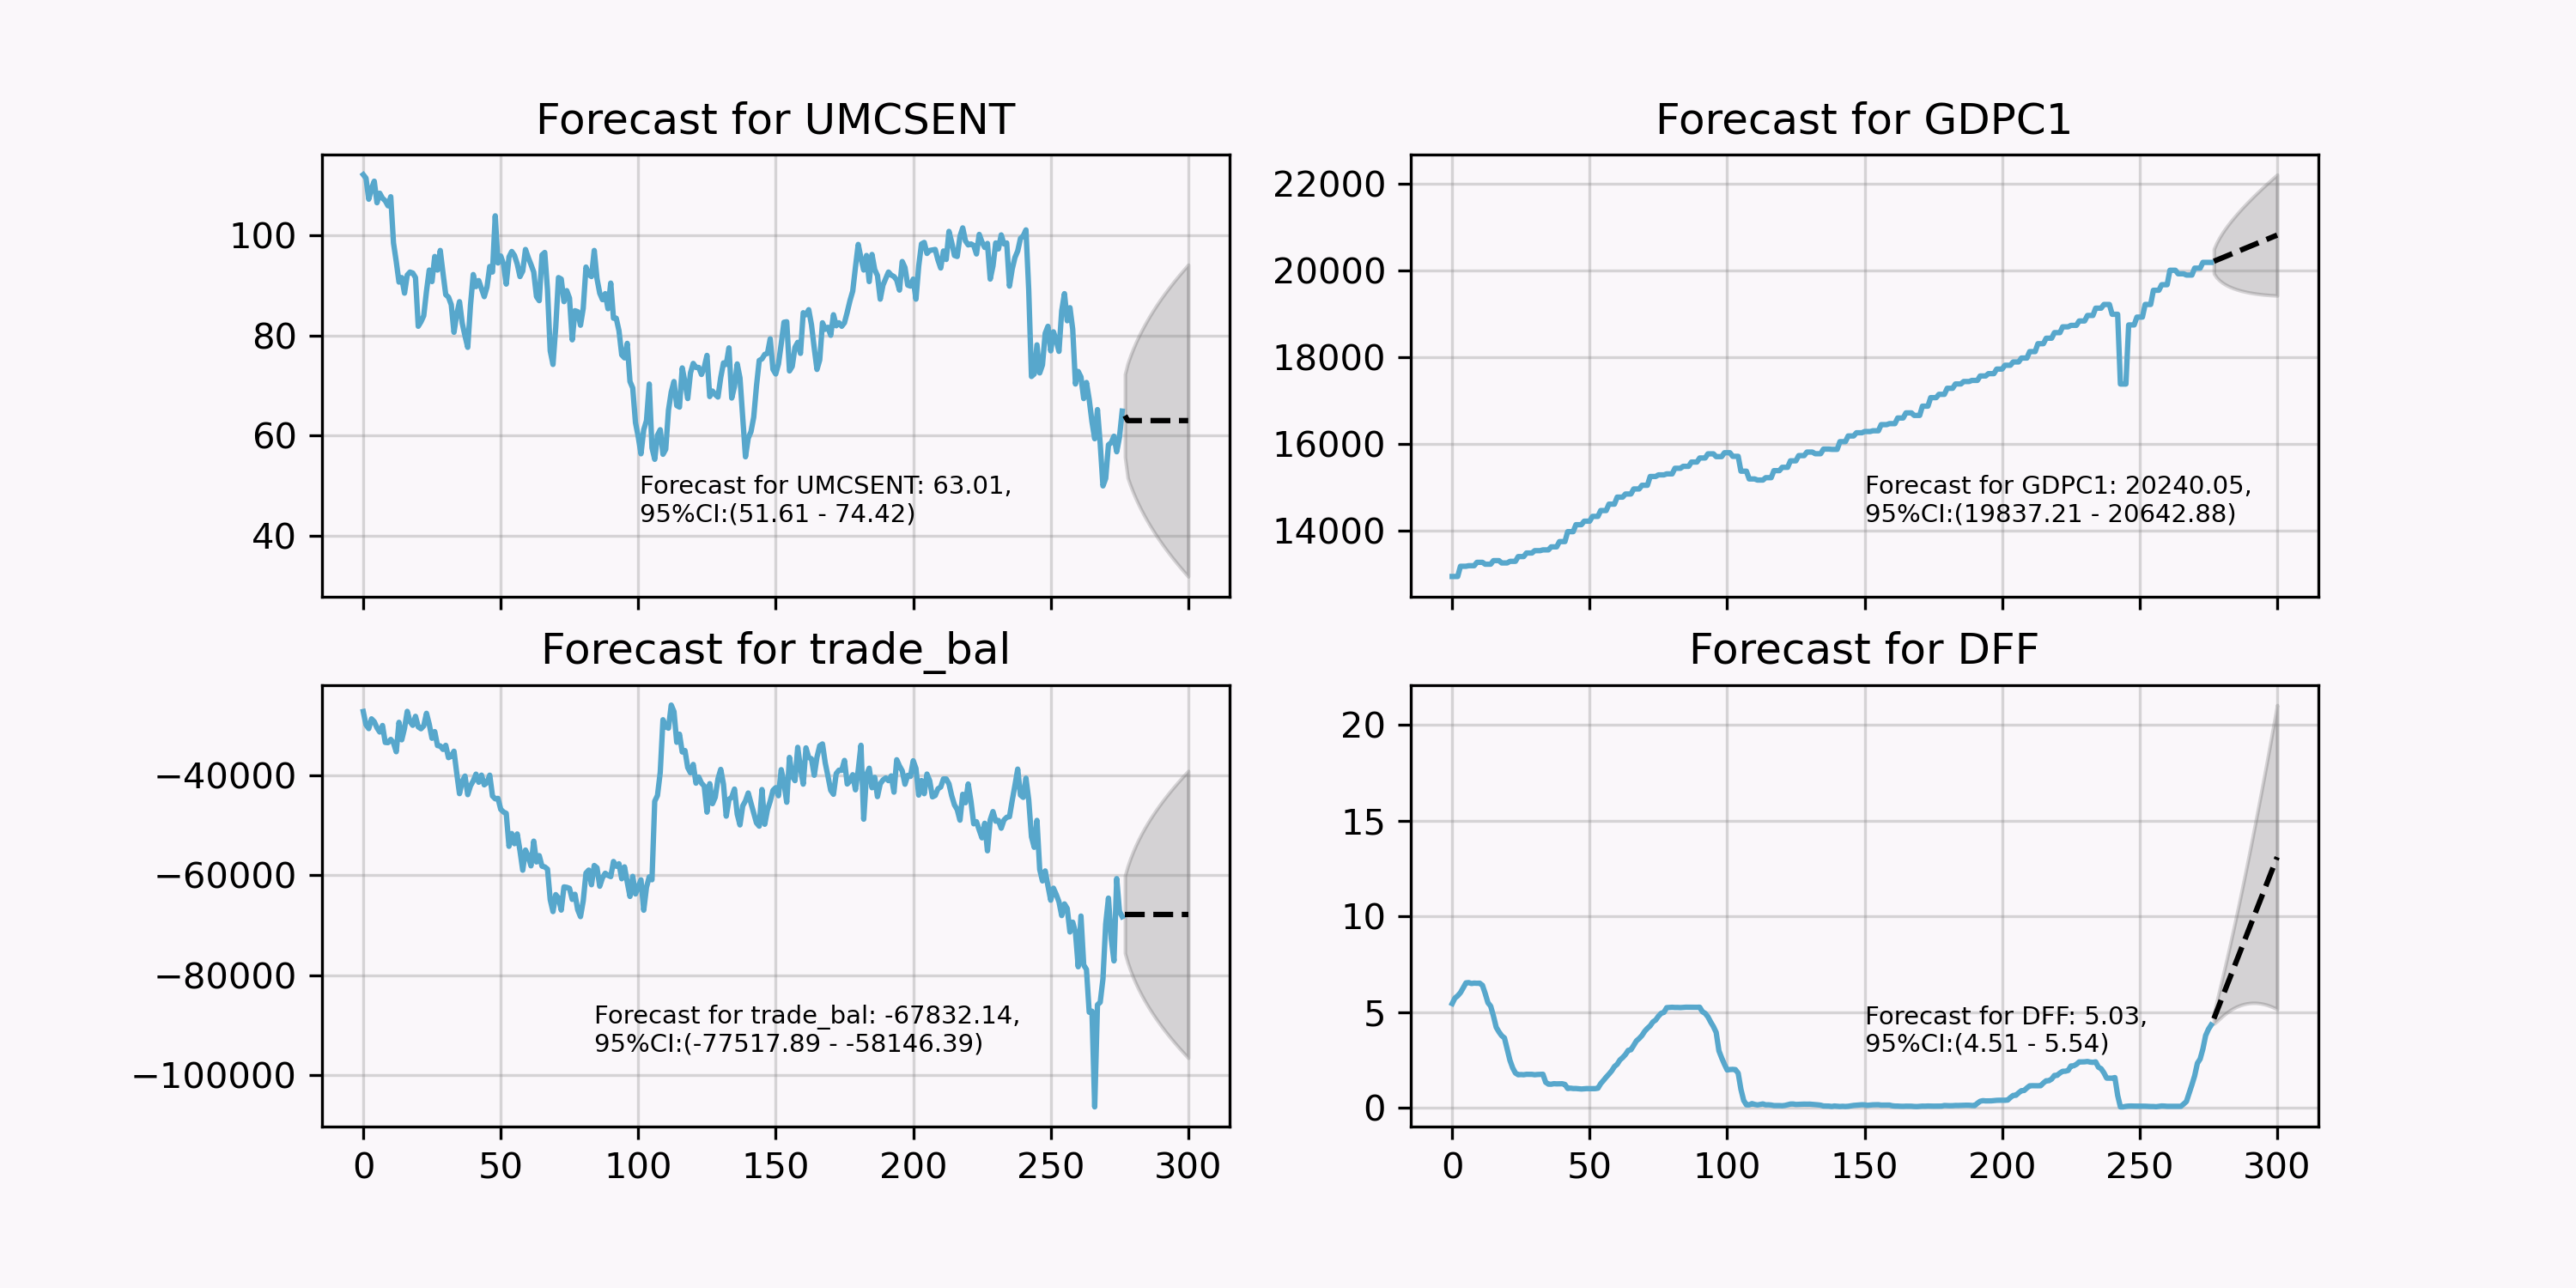 Forecast for UMCSENT
100
80
60
40
Forecast for UMCSENT: 63.01,
95%CI:(51.61 - 74.42)
Forecast for GDPC1
22000
20000
18000
16000
14000
Forecast for GDPC1: 20240.05,
95%CI:(19837.21 - 20642.88)
Forecast for trade_bal
−40000
−60000
−80000
−100000
Forecast for trade_bal: -67832.14,
95%CI:(-77517.89 - -58146.39)
0 50 100 150 200 250 300
Forecast for DFF
20
15
10
5
0
Forecast for DFF: 5.03,
95%CI:(4.51 - 5.54)
0 50 100 150 200 250 300